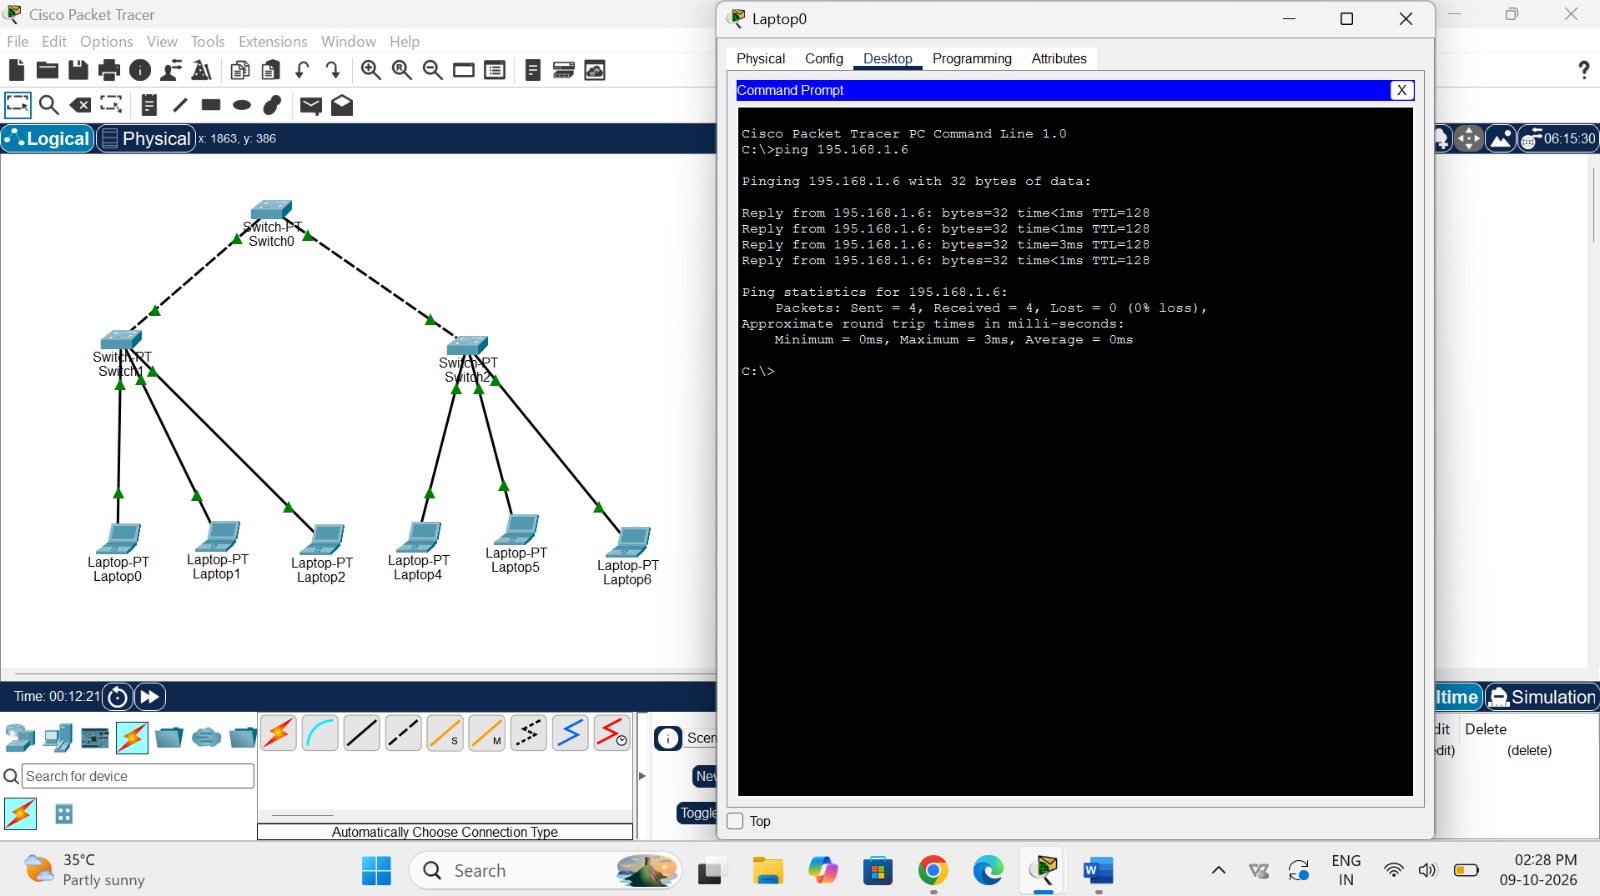 Cisco Packet Tracer
File Edit Options View Tools Extensions Window Help
Logical Physical x: 1863, y: 386
06:15:30
Switch-PT
Switch0
Switch-PT
Switch1
Switch-PT
Switch2
Laptop-PT
Laptop0
Laptop-PT
Laptop1
Laptop-PT
Laptop2
Laptop-PT
Laptop4
Laptop-PT
Laptop5
Laptop-PT
Laptop6
Laptop0
Physical Config Desktop Programming Attributes
Command Prompt X
Cisco Packet Tracer PC Command Line 1.0
C:\>ping 195.168.1.6
Pinging 195.168.1.6 with 32 bytes of data:
Reply from 195.168.1.6: bytes=32 time<1ms TTL=128
Reply from 195.168.1.6: bytes=32 time<1ms TTL=128
Reply from 195.168.1.6: bytes=32 time=3ms TTL=128
Reply from 195.168.1.6: bytes=32 time<1ms TTL=128
Ping statistics for 195.168.1.6:
Packets: Sent = 4, Received = 4, Lost = 0 (0% loss),
Approximate round trip times in milli-seconds:
Minimum = 0ms, Maximum = 3ms, Average = 0ms
C:\>
Top
Time: 00:12:21
ltime Simulation
Scen
New
Toggle
dit Delete
edit) (delete)
S M
Search for device
Automatically Choose Connection Type
35°C
Partly sunny
Search
ENG
IN
02:28 PM
09-10-2026